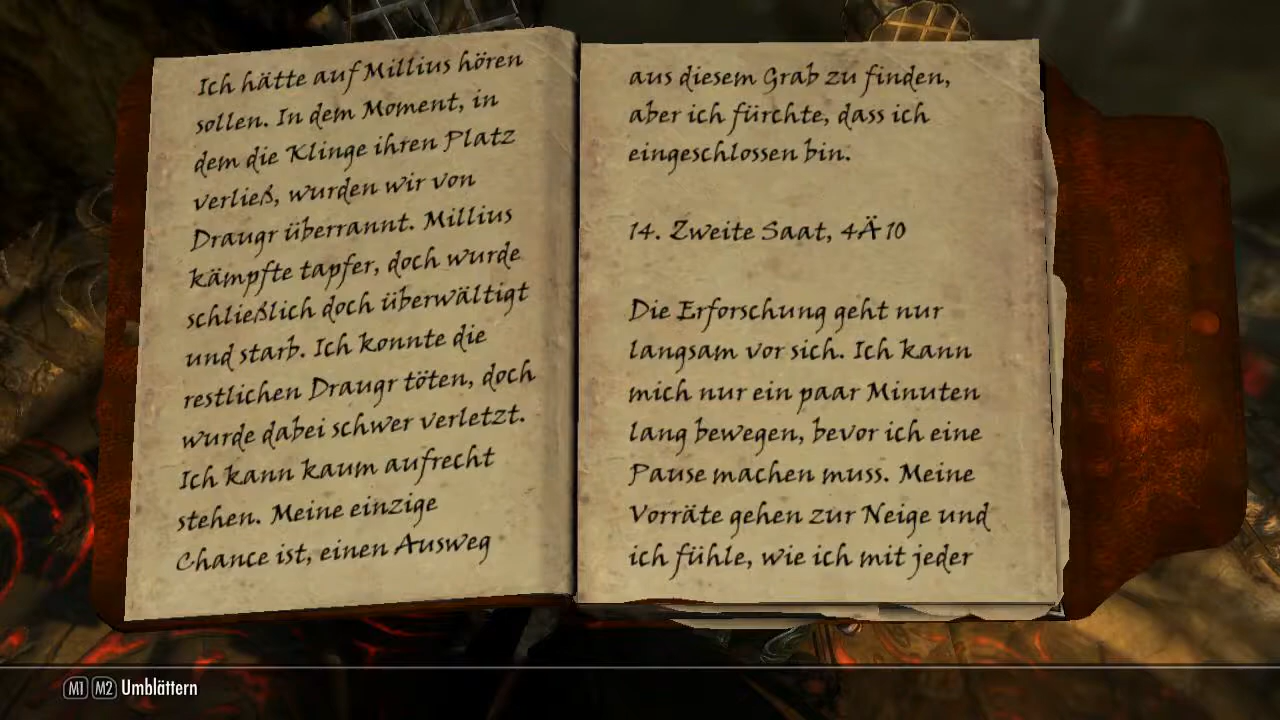 Ich hätte auf Millius hören
sollen. In dem Moment, in
dem die Klinge ihren Platz
verließ, wurden wir von
Draugr überrannt. Millius
kämpfte tapfer, doch wurde
schließlich doch überwältigt
und starb. Ich konnte die
restlichen Draugr töten, doch
wurde dabei schwer verletzt.
Ich kann kaum aufrecht
stehen. Meine einzige
Chance ist, einen Ausweg
aus diesem Grab zu finden,
aber ich fürchte, dass ich
eingeschlossen bin.
14. Zweite Saat, 4Ä 10
Die Erforschung geht nur
langsam vor sich. Ich kann
mich nur ein paar Minuten
lang bewegen, bevor ich eine
Pause machen muss. Meine
Vorräte gehen zur Neige und
ich fühle, wie ich mit jeder
M1 M2 Umblättern